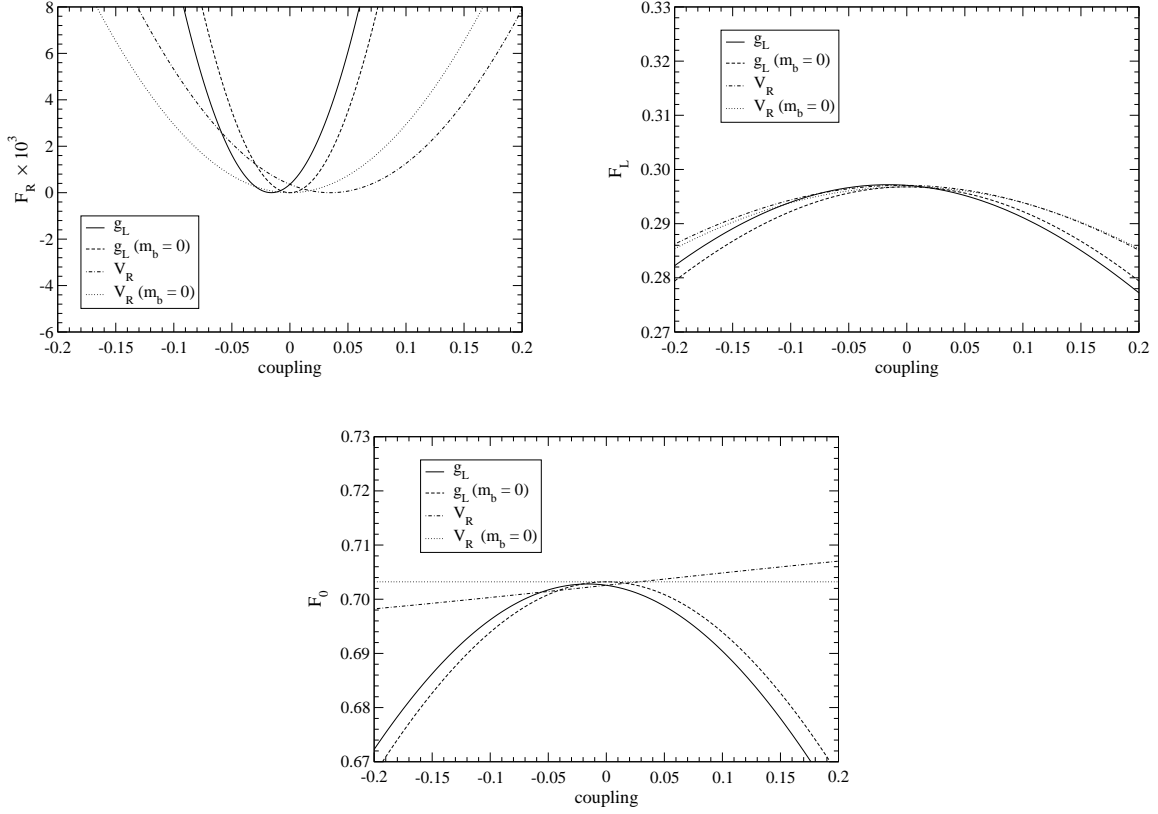 8
6
4
2
0
-2
-4
-6
F_R × 10^3
g_L
g_L (m_b = 0)
V_R
V_R (m_b = 0)
-0.2 -0.15 -0.1 -0.05 0 0.05 0.1 0.15 0.2
coupling
0.33
0.32
0.31
0.30
0.29
0.28
0.27
F_L
g_L
g_L (m_b = 0)
V_R
V_R (m_b = 0)
-0.2 -0.15 -0.1 -0.05 0 0.05 0.1 0.15 0.2
coupling
0.73
0.72
0.71
0.70
0.69
0.68
0.67
F_0
g_L
g_L (m_b = 0)
V_R
V_R (m_b = 0)
-0.2 -0.15 -0.1 -0.05 0 0.05 0.1 0.15 0.2
coupling